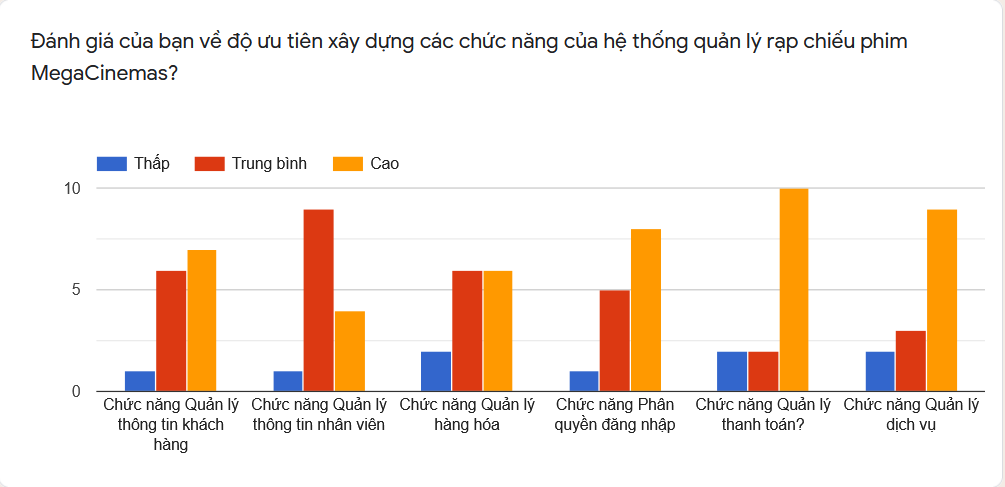 Đánh giá của bạn về độ ưu tiên xây dựng các chức năng của hệ thống quản lý rạp chiếu phim
MegaCinemas?
Thấp Trung bình Cao
10
5
0
Chức năng Quản lý
thông tin khách
hàng
Chức năng Quản lý
thông tin nhân viên
Chức năng Quản lý
hàng hóa
Chức năng Phân
quyền đăng nhập
Chức năng Quản lý
thanh toán?
Chức năng Quản lý
dịch vụ